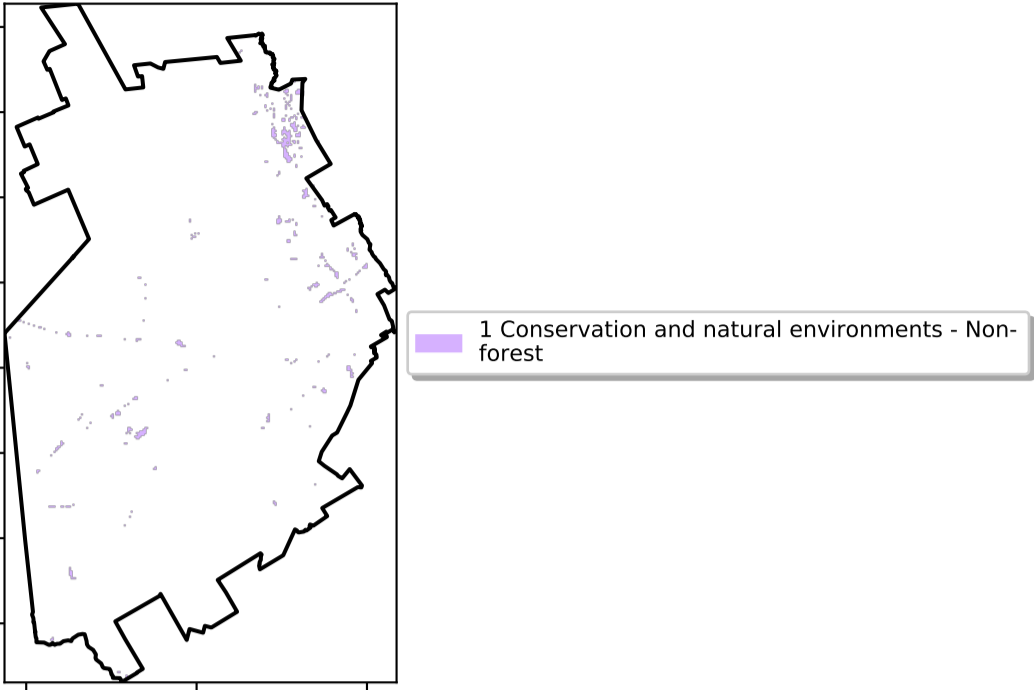 1 Conservation and natural environments - Non-
forest